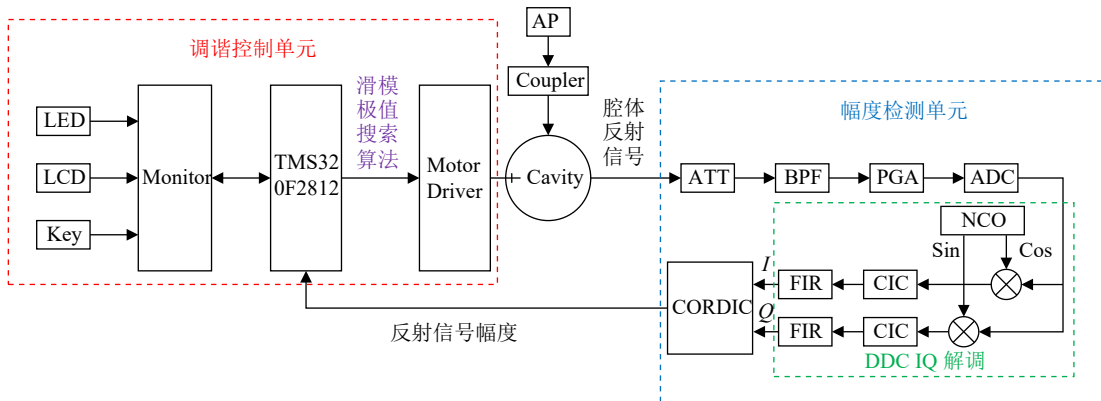 调谐控制单元
LED
LCD
Key
Monitor
TMS32
0F2812
滑模
极值
搜索
算法
Motor
Driver
AP
Coupler
Cavity
腔体
反射
信号
幅度检测单元
ATT
BPF
PGA
ADC
NCO
Sin
Cos
I
FIR
CIC
CORDIC
Q
FIR
CIC
DDC IQ 解调
反射信号幅度